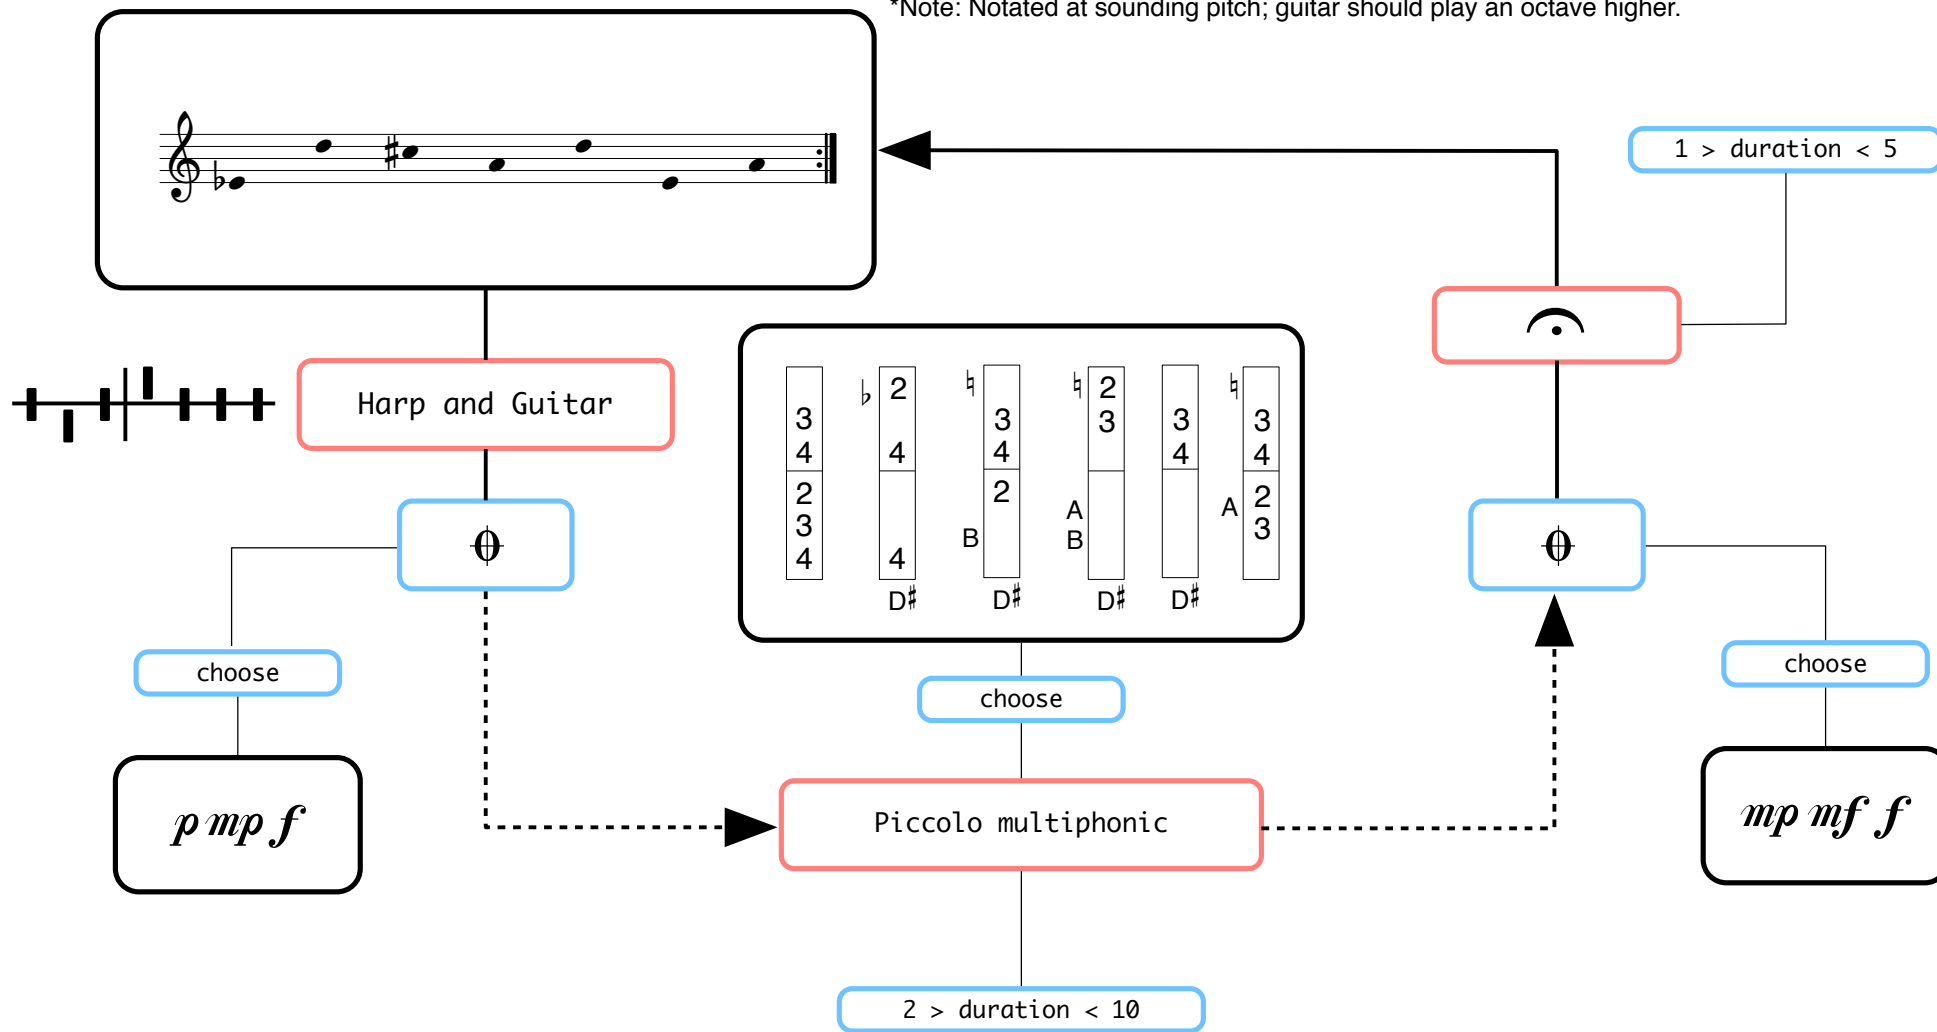 *Note: Notated at sounding pitch; guitar should play an octave higher.
1 > duration < 5
Harp and Guitar
3 ♭ 2 ♮ 3 ♮ 2 3 ♮ 3
4 4 4 3 4 4
2 2 A A 2
3 B B 3
4 4
D♯ D♯ D♯ D♯
choose
choose
choose
p mp f
Piccolo multiphonic
mp mf f
2 > duration < 10